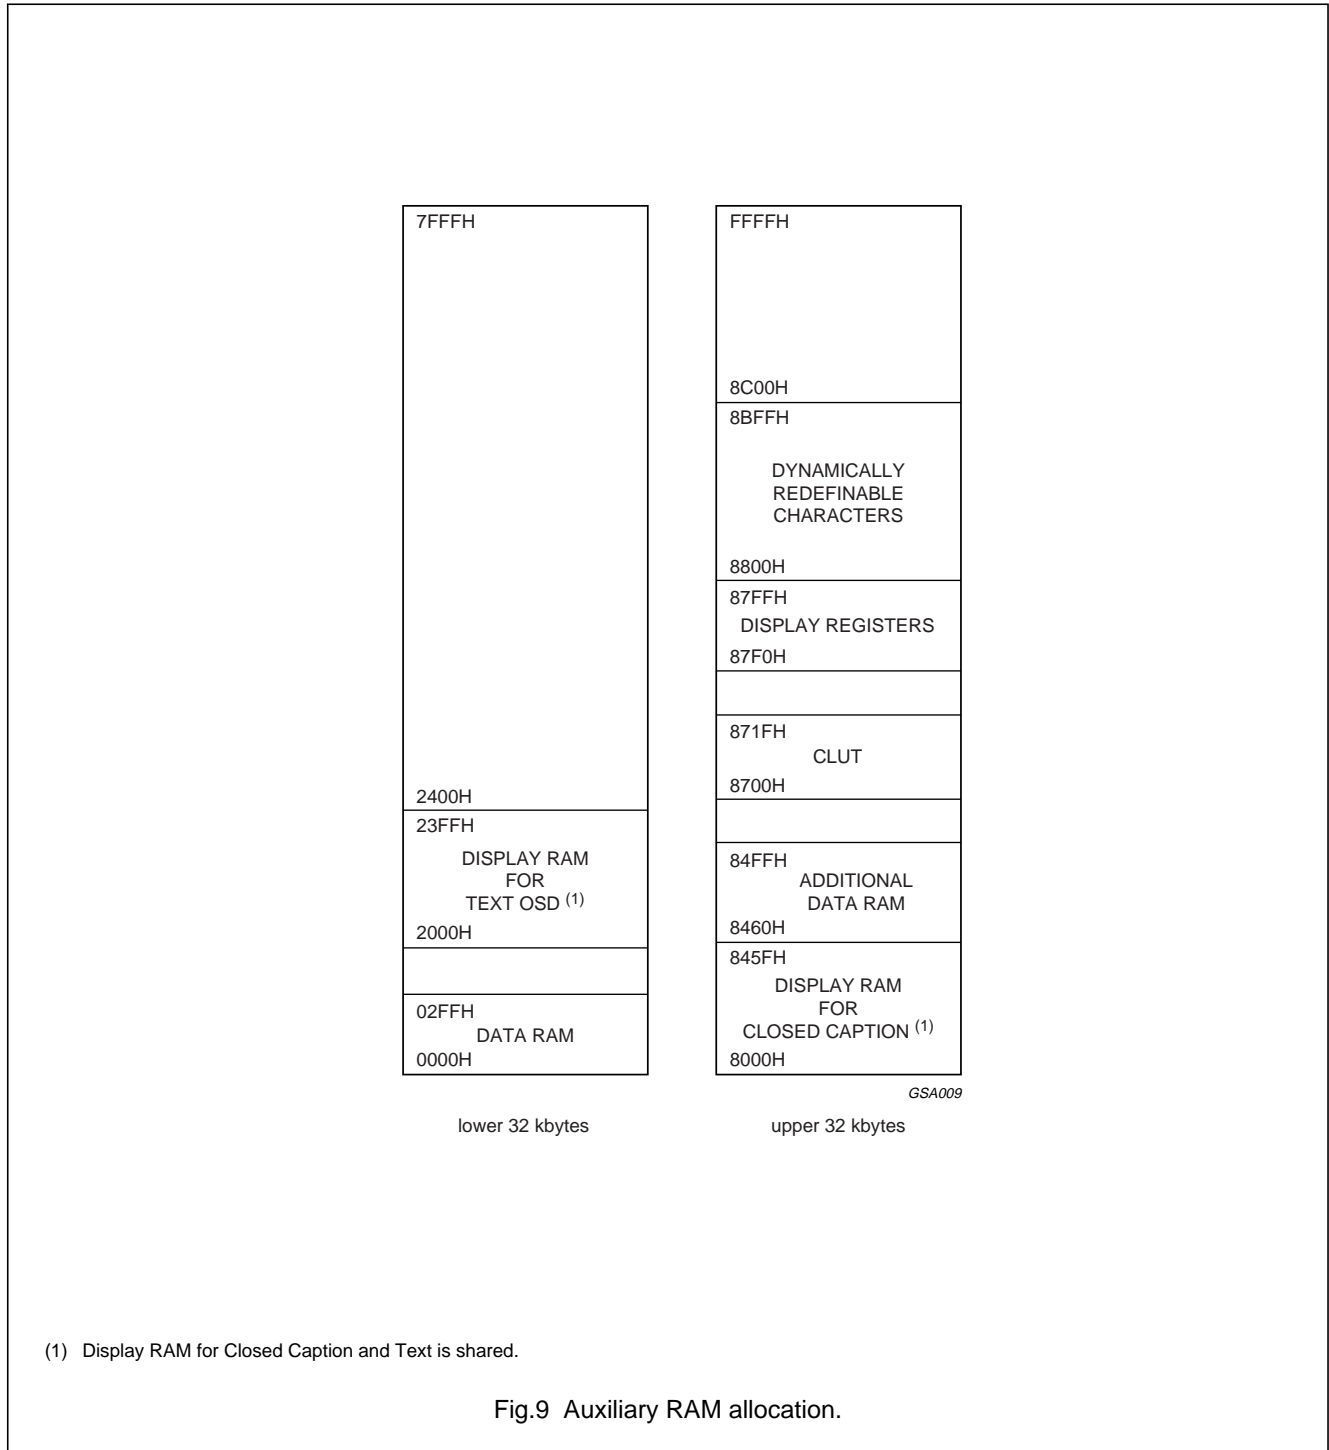 7FFFH
2400H
23FFH
DISPLAY RAM
FOR
TEXT OSD (1)
2000H
02FFH
DATA RAM
0000H
lower 32 kbytes
FFFFH
8C00H
8BFFH
DYNAMICALLY
REDEFINABLE
CHARACTERS
8800H
87FFH
DISPLAY REGISTERS
87F0H
871FH
CLUT
8700H
84FFH
ADDITIONAL
DATA RAM
8460H
845FH
DISPLAY RAM
FOR
CLOSED CAPTION (1)
8000H
GSA009
upper 32 kbytes
(1) Display RAM for Closed Caption and Text is shared.
Fig.9 Auxiliary RAM allocation.